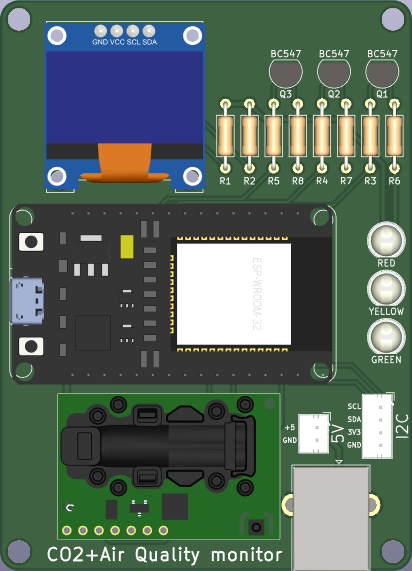 GND VCC SCL SDA
BC547 BC547 BC547
Q3 Q2 Q1
R1 R2 R5 R8 R4 R7 R3 R6
ESP-WROOM-32
RED
YELLOW
GREEN
SCL
SDA
3V3
GND
I2C
+5
GND
5V
CO2+Air Quality monitor